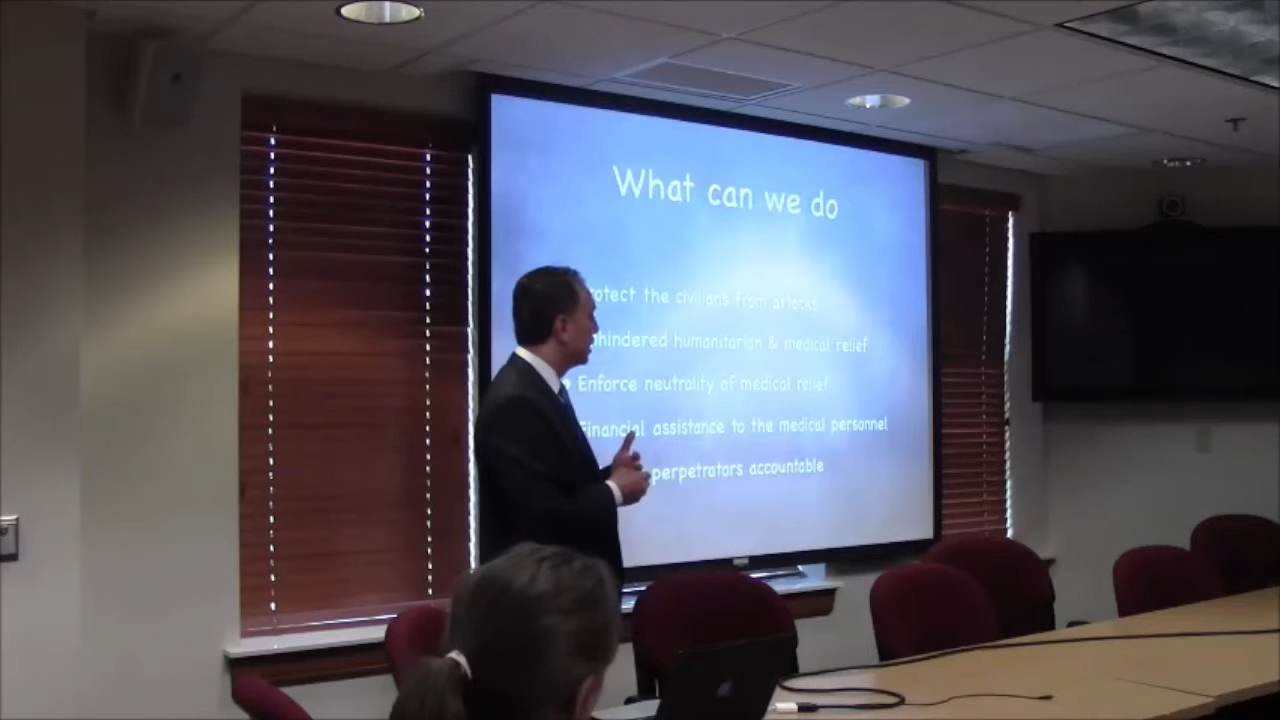 What can we do
rotect the civilians from attacks
hindered humanitarian & medical relief
• Enforce neutrality of medical relief
Financial assistance to the medical personnel
perpetrators accountable